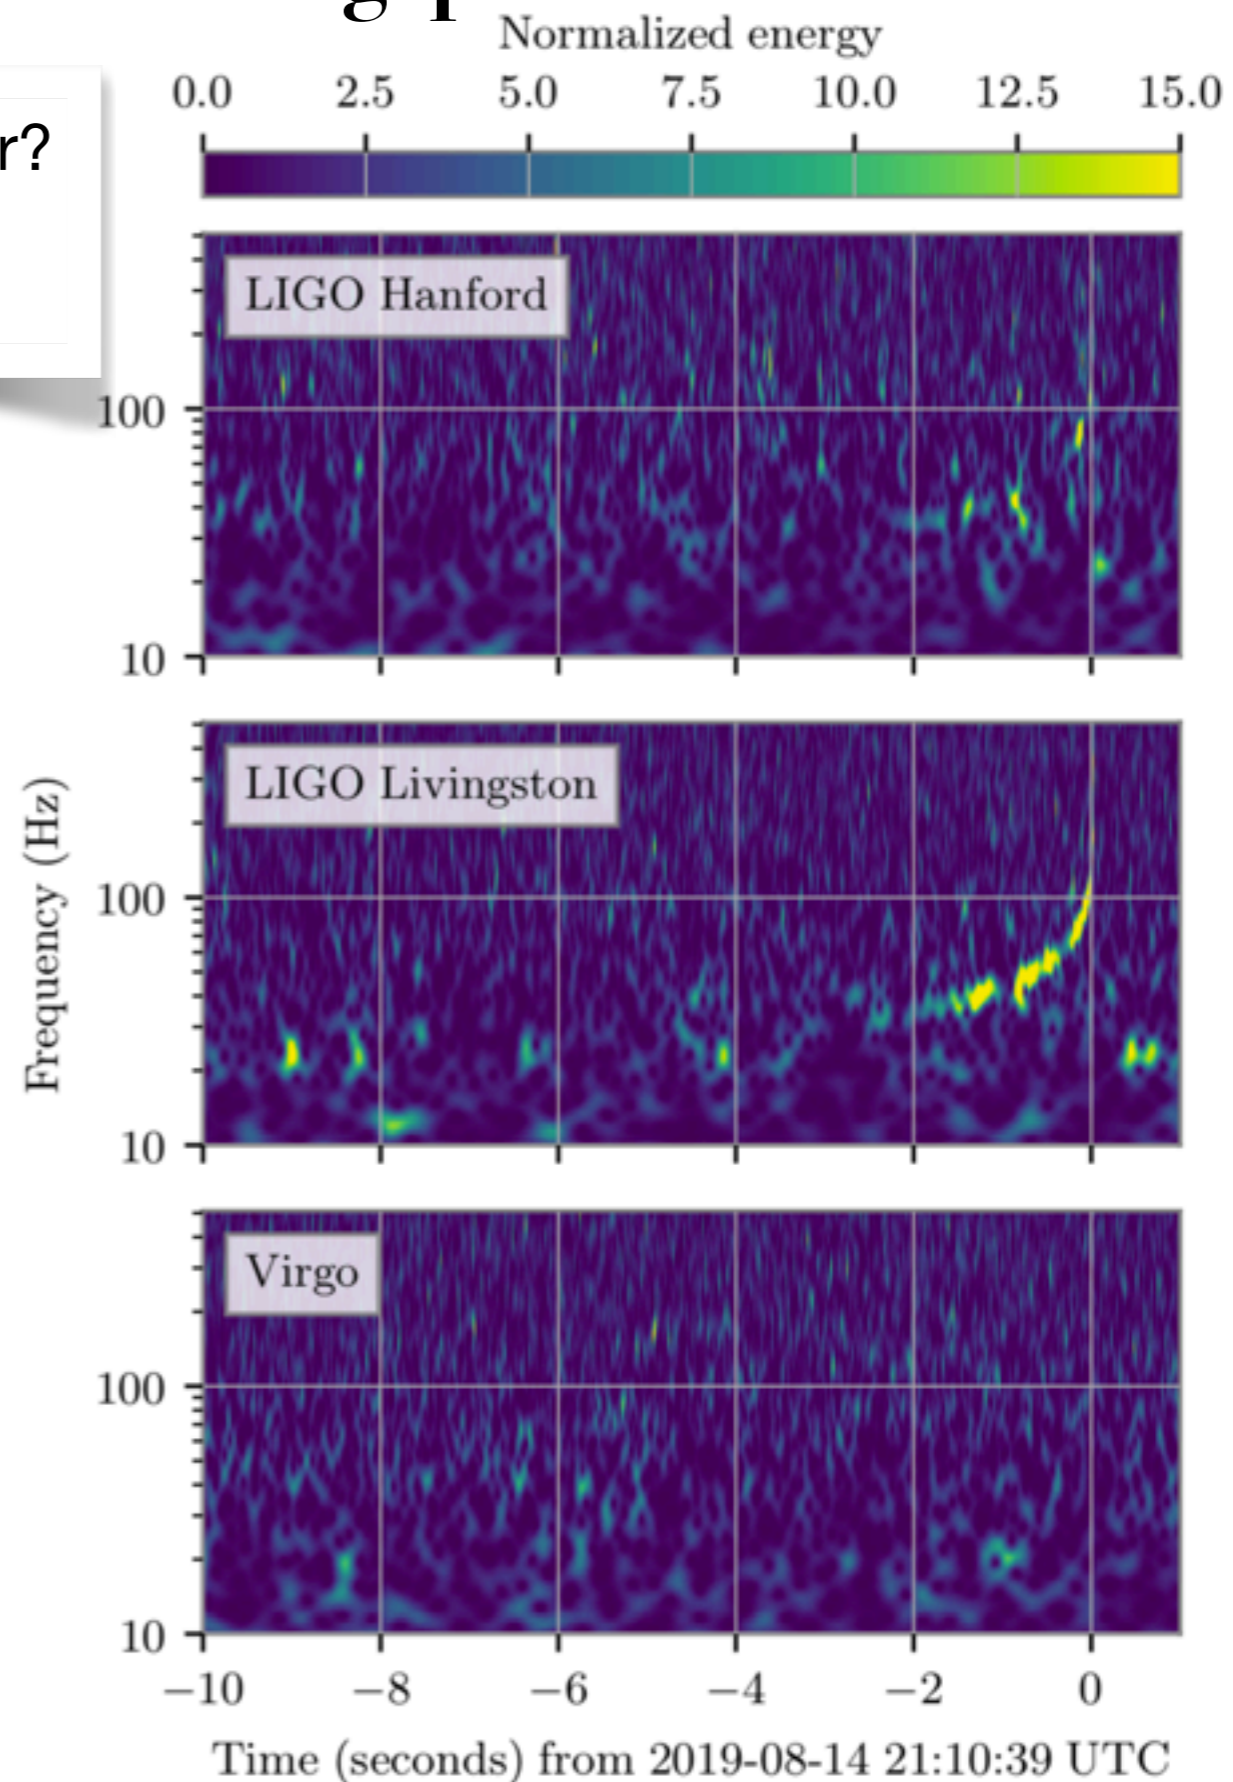 Normalized energy
0.0 2.5 5.0 7.5 10.0 12.5 15.0
r?
LIGO Hanford
100
10
LIGO Livingston
Frequency (Hz)
100
10
Virgo
100
10
−10 −8 −6 −4 −2 0
Time (seconds) from 2019-08-14 21:10:39 UTC